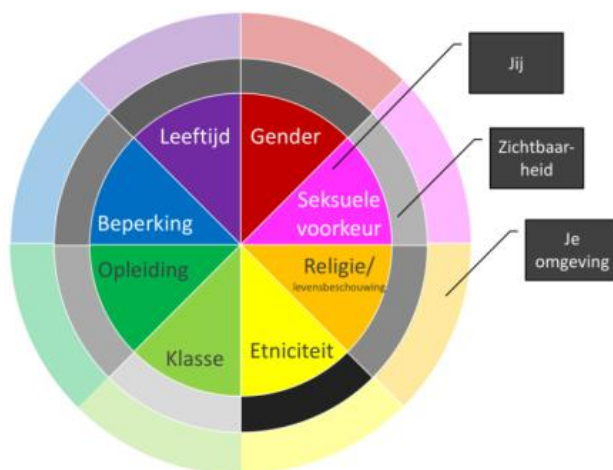 Jij
Leeftijd
Gender
Zichtbaar-
heid
Beperking
Seksuele
voorkeur
Je
omgeving
Opleiding
Religie/
levensbeschouwing
Klasse
Etniciteit